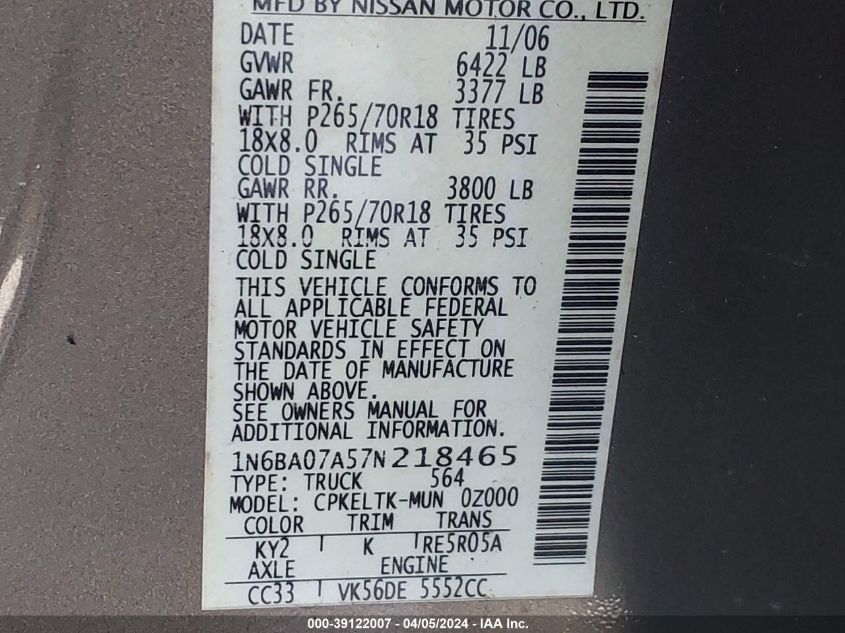 MFD BY NISSAN MOTOR CO., LTD.
DATE 11/06
GVWR 6422 LB
GAWR FR. 3377 LB
WITH P265/70R18 TIRES
18X8.0 RIMS AT 35 PSI
COLD SINGLE
GAWR RR. 3800 LB
WITH P265/70R18 TIRES
18X8.0 RIMS AT 35 PSI
COLD SINGLE
THIS VEHICLE CONFORMS TO
ALL APPLICABLE FEDERAL
MOTOR VEHICLE SAFETY
STANDARDS IN EFFECT ON
THE DATE OF MANUFACTURE
SHOWN ABOVE.
SEE OWNERS MANUAL FOR
ADDITIONAL INFORMATION.
1N6BA07A57N218465
TYPE: TRUCK 564
MODEL: CPKELTK-MUN 0Z000
COLOR TRIM TRANS
KY2 K RE5R05A
AXLE ENGINE
CC33 VK56DE 5552CC
000-39122007 - 04/05/2024 - IAA Inc.